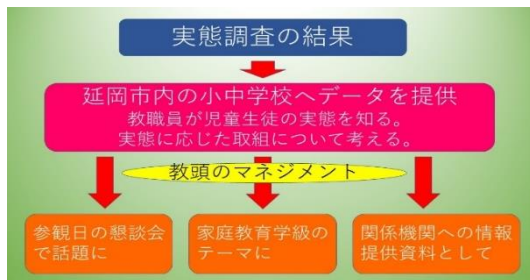 実態調査の結果
延岡市内の小中学校へデータを提供
教職員が児童生徒の実態を知る。
実態に応じた取組について考える。
教頭のマネジメント
参観日の懇談会
で話題に
家庭教育学級の
テーマに
関係機関への情報
提供資料として